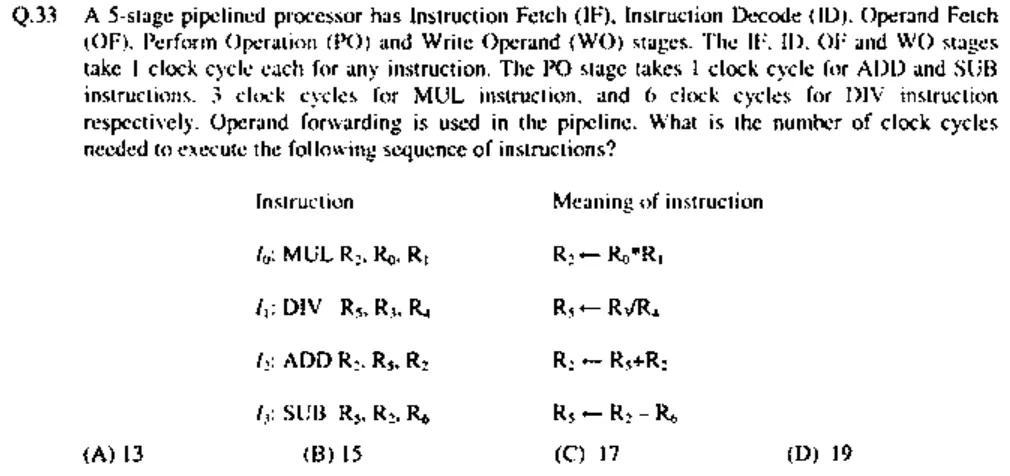 Q.33 A 5-stage pipelined processor has Instruction Fetch (IF), Instruction Decode (ID), Operand Fetch
(OF), Perform Operation (PO) and Write Operand (WO) stages. The IF, ID, OF and WO stages
take 1 clock cycle each for any instruction. The PO stage takes 1 clock cycle for ADD and SUB
instructions, 3 clock cycles for MUL instruction, and 6 clock cycles for DIV instruction
respectively. Operand forwarding is used in the pipeline. What is the number of clock cycles
needed to execute the following sequence of instructions?
Instruction Meaning of instruction
I₀: MUL R₂, R₀, R₁ R₂ ← R₀*R₁
I₁: DIV R₅, R₃, R₄ R₅ ← R₃/R₄
I₂: ADD R₂, R₅, R₂ R₂ ← R₅+R₂
I₃: SUB R₅, R₂, R₆ R₅ ← R₂ – R₆
(A) 13 (B) 15 (C) 17 (D) 19